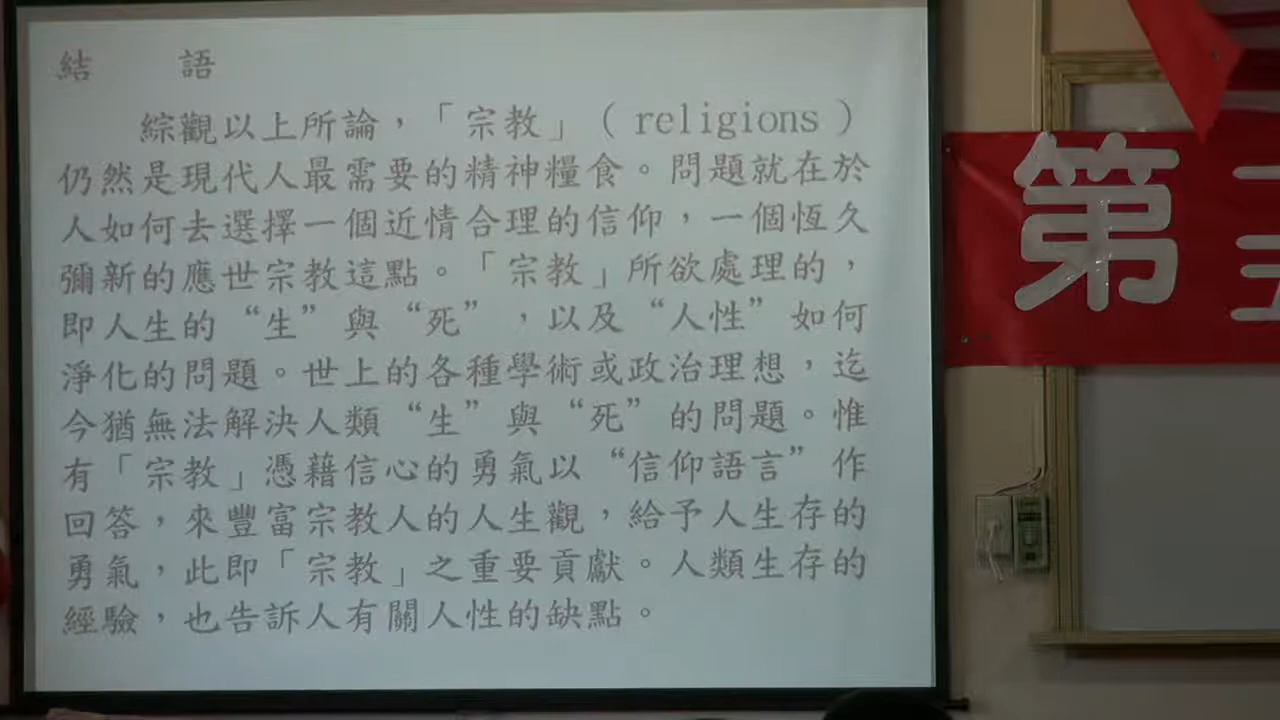 結 語
綜觀以上所論，「宗教」（religions）
仍然是現代人最需要的精神糧食。問題就在於
人如何去選擇一個近情合理的信仰，一個恆久
彌新的應世宗教這點。「宗教」所欲處理的，
即人生的“生”與“死”，以及“人性”如何
淨化的問題。世上的各種學術或政治理想，迄
今猶無法解決人類“生”與“死”的問題。惟
有「宗教」憑藉信心的勇氣以“信仰語言”作
回答，來豐富宗教人的人生觀，給予人生存的
勇氣，此即「宗教」之重要貢獻。人類生存的
經驗，也告訴人有關人性的缺點。
第